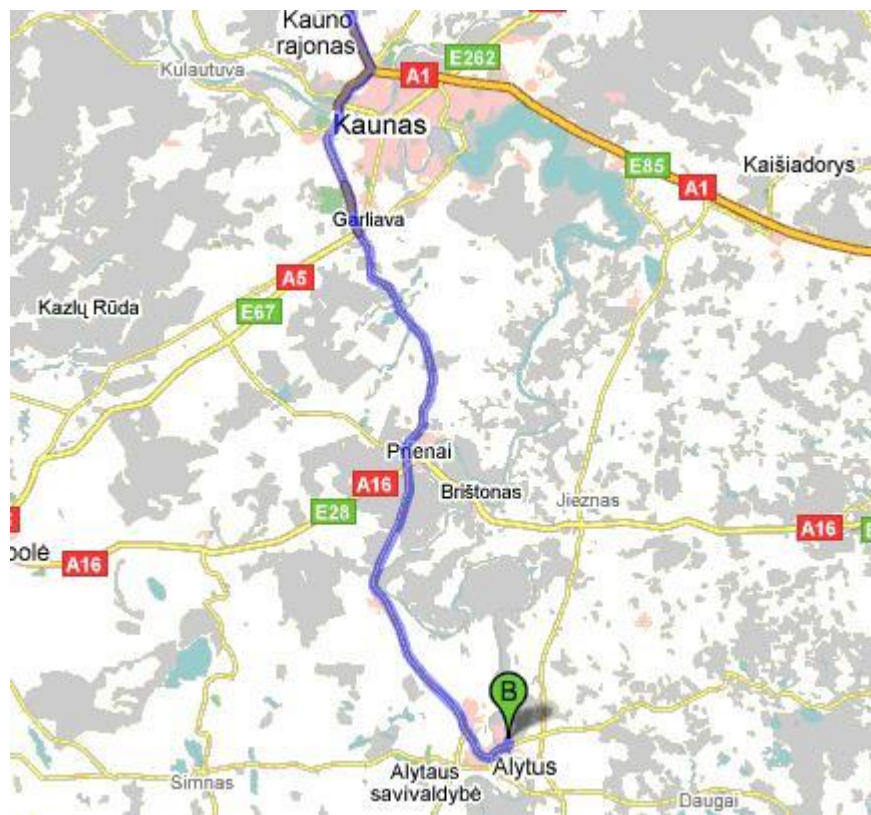 Kauno
rajonas
Kulautuva
E262
A1
Kaunas
E85
Kaišiadorys
A1
Garliava
A5
Kazlų Rūda
E67
Prienai
A16
Brištonas
Jieznas
E28
A16
olė
A16
B
Alytus
Alytaus
savivaldybė
Simnas
Daugai